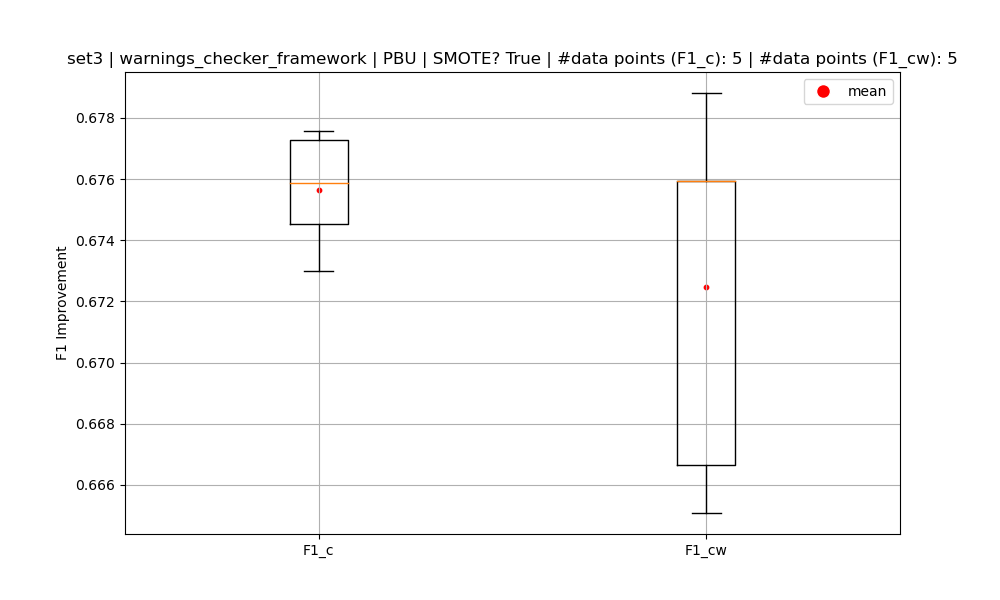 set3 | warnings_checker_framework | PBU | SMOTE? True | #data points (F1_c): 5 | #data points (F1_cw): 5
mean
0.678
0.676
0.674
0.672
0.670
0.668
0.666
F1 Improvement
F1_c
F1_cw